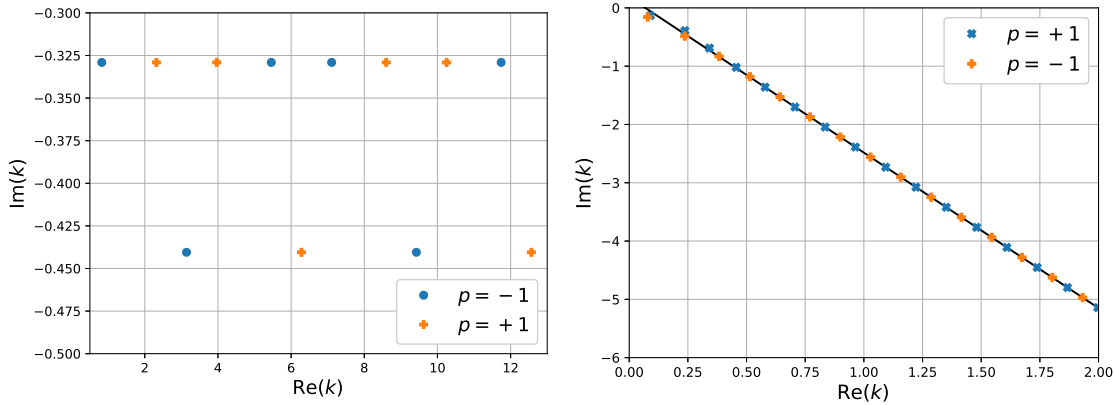 −0.300
−0.325
−0.350
−0.375
−0.400
−0.425
−0.450
−0.475
−0.500
Im(k)
2 4 6 8 10 12
Re(k)
p = −1
p = +1
0
−1
−2
−3
−4
−5
−6
Im(k)
0.00 0.25 0.50 0.75 1.00 1.25 1.50 1.75 2.00
Re(k)
p = +1
p = −1